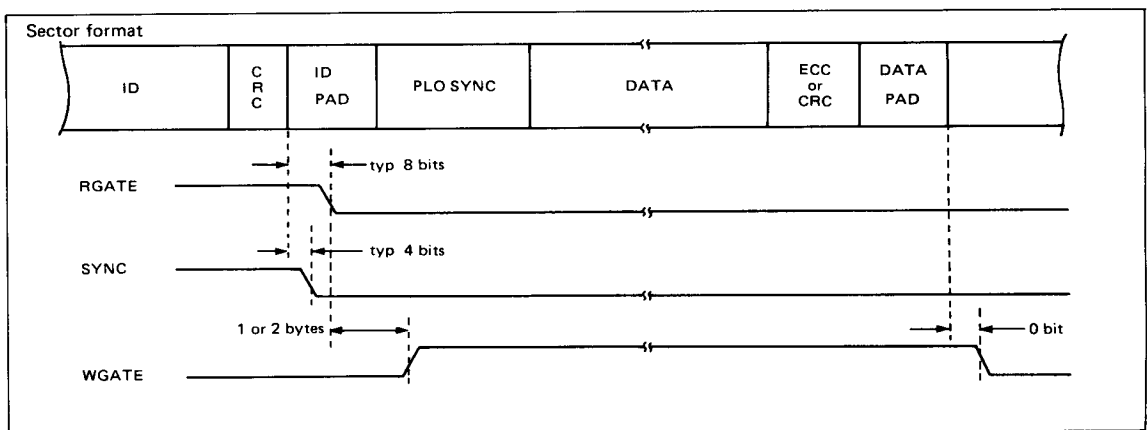 Sector format
ID
CRC
ID PAD
PLO SYNC
DATA
ECC or CRC
DATA PAD
typ 8 bits
RGATE
typ 4 bits
SYNC
1 or 2 bytes
0 bit
WGATE